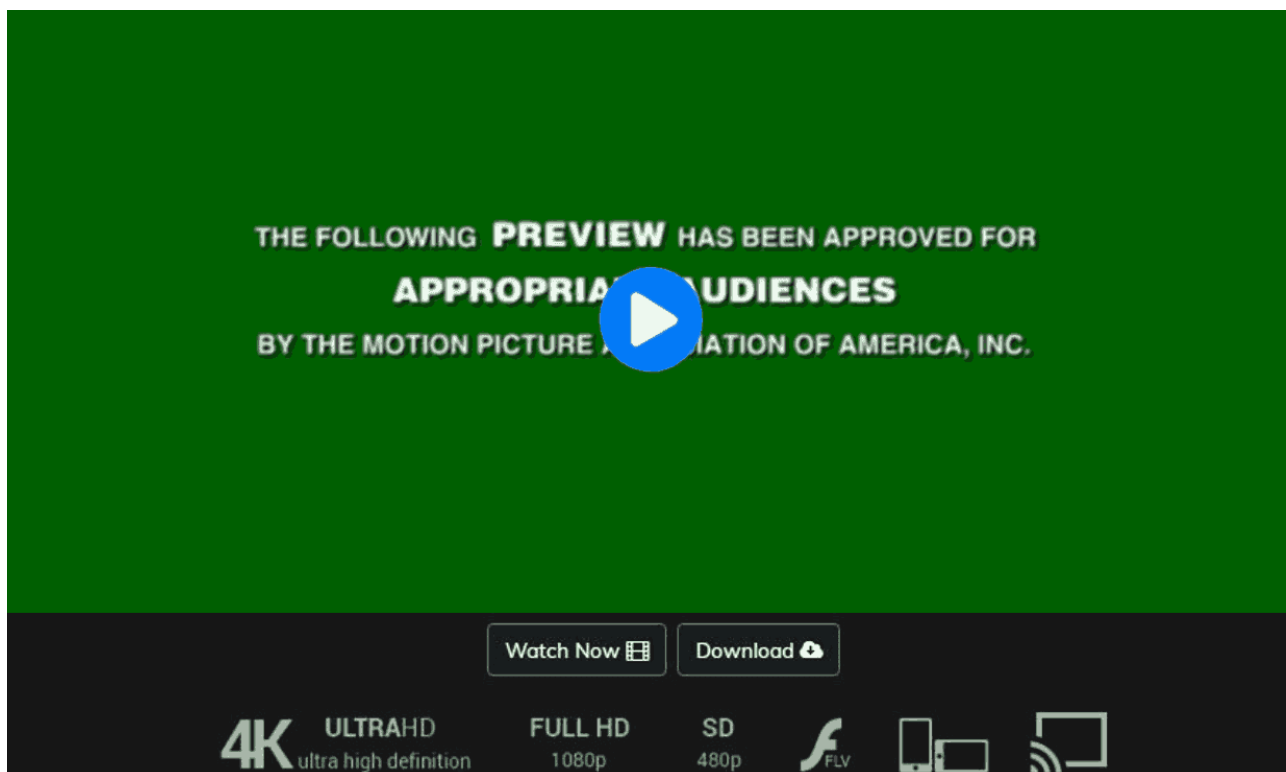 THE FOLLOWING PREVIEW HAS BEEN APPROVED FOR
AUDIENCES
BY THE MOTION PICTURE OF AMERICA, INC.
Watch Now
Download
4K ULTRAHD
ultra high definition
FULL HD
1080p
SD
480p
FLV